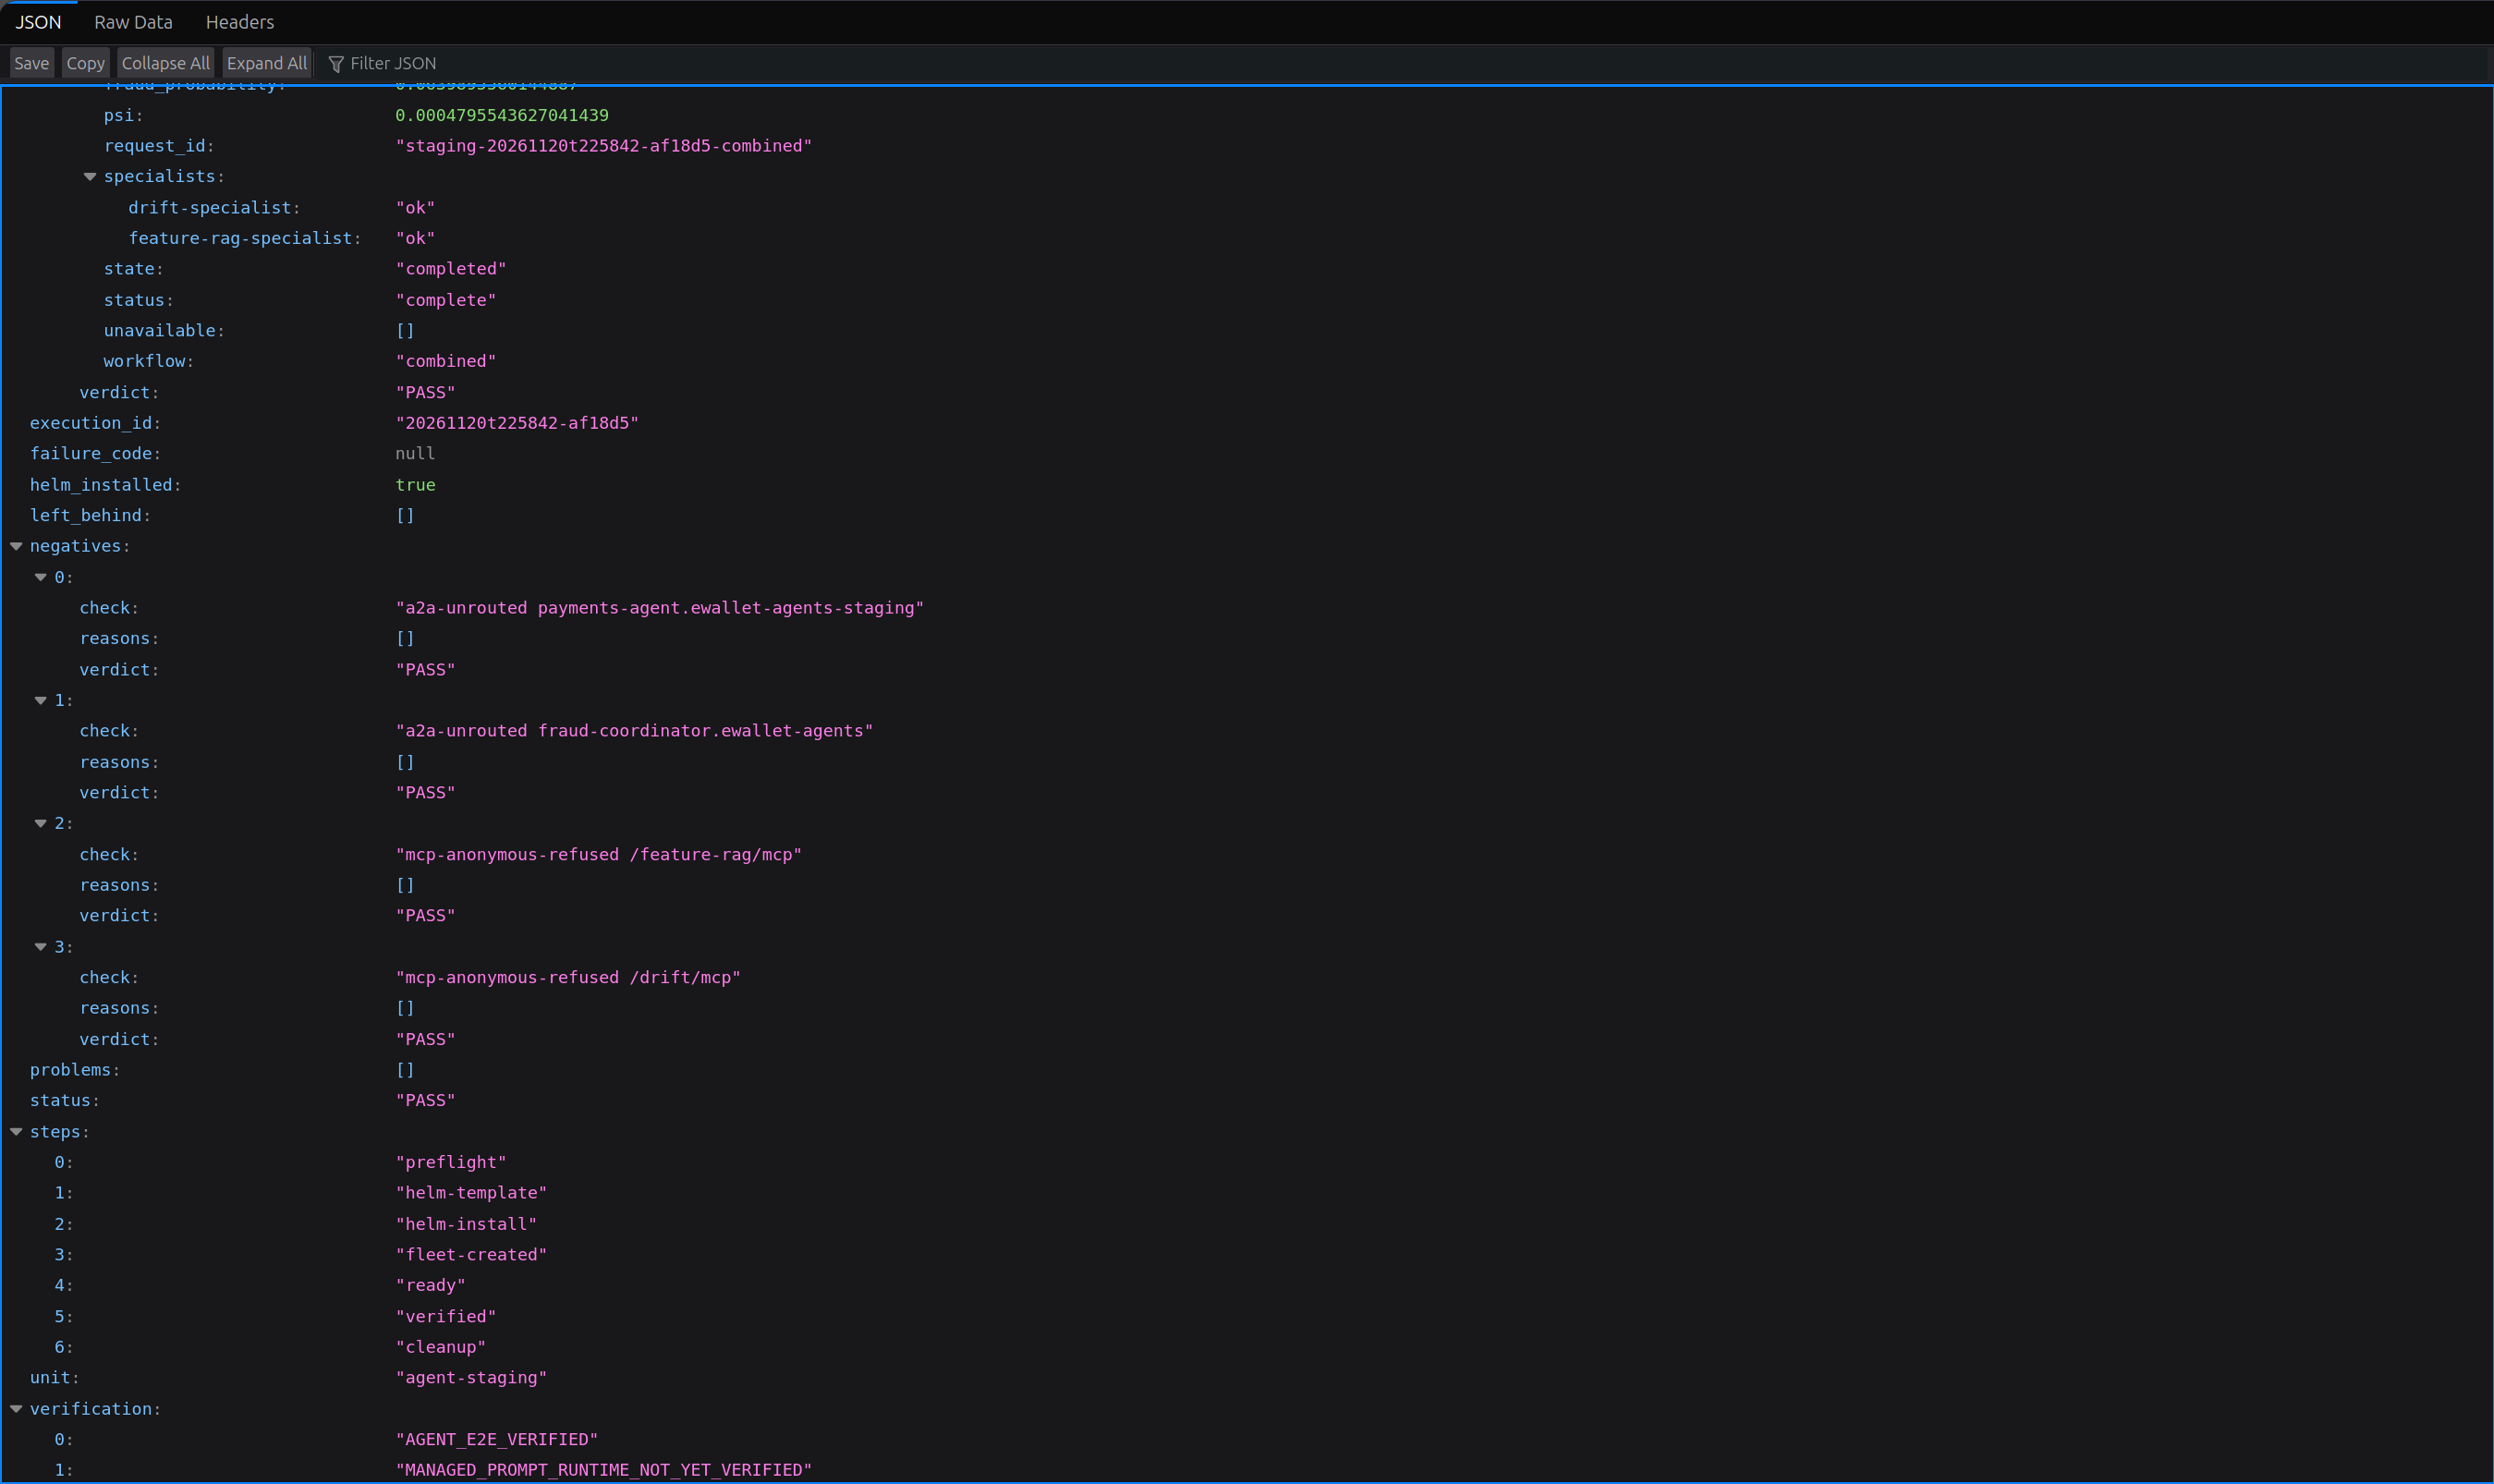 JSON Raw Data Headers
Save Copy Collapse All Expand All Filter JSON
psi: 0.0004795543627041439
request_id: "staging-20261120t225842-af18d5-combined"
specialists:
drift-specialist: "ok"
feature-rag-specialist: "ok"
state: "completed"
status: "complete"
unavailable: []
workflow: "combined"
verdict: "PASS"
execution_id: "20261120t225842-af18d5"
failure_code: null
helm_installed: true
left_behind: []
negatives:
0:
check: "a2a-unrouted payments-agent.ewallet-agents-staging"
reasons: []
verdict: "PASS"
1:
check: "a2a-unrouted fraud-coordinator.ewallet-agents"
reasons: []
verdict: "PASS"
2:
check: "mcp-anonymous-refused /feature-rag/mcp"
reasons: []
verdict: "PASS"
3:
check: "mcp-anonymous-refused /drift/mcp"
reasons: []
verdict: "PASS"
problems: []
status: "PASS"
steps:
0: "preflight"
1: "helm-template"
2: "helm-install"
3: "fleet-created"
4: "ready"
5: "verified"
6: "cleanup"
unit: "agent-staging"
verification:
0: "AGENT_E2E_VERIFIED"
1: "MANAGED_PROMPT_RUNTIME_NOT_YET_VERIFIED"